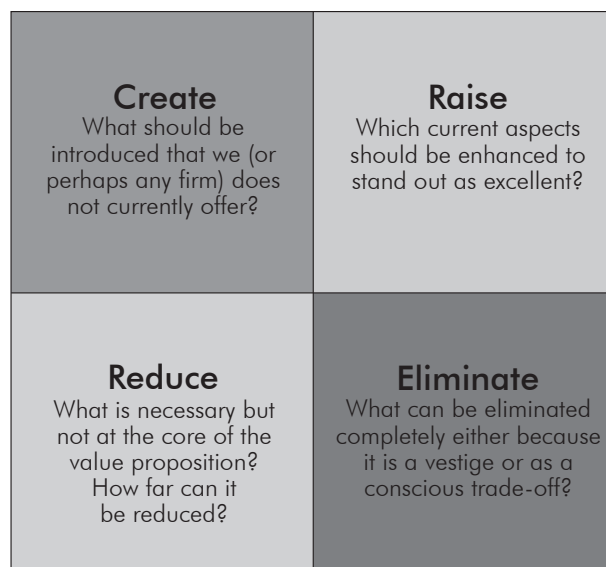 Create
What should be
introduced that we (or
perhaps any firm) does
not currently offer?
Raise
Which current aspects
should be enhanced to
stand out as excellent?
Reduce
What is necessary but
not at the core of the
value proposition?
How far can it
be reduced?
Eliminate
What can be eliminated
completely either because
it is a vestige or as a
conscious trade-off?